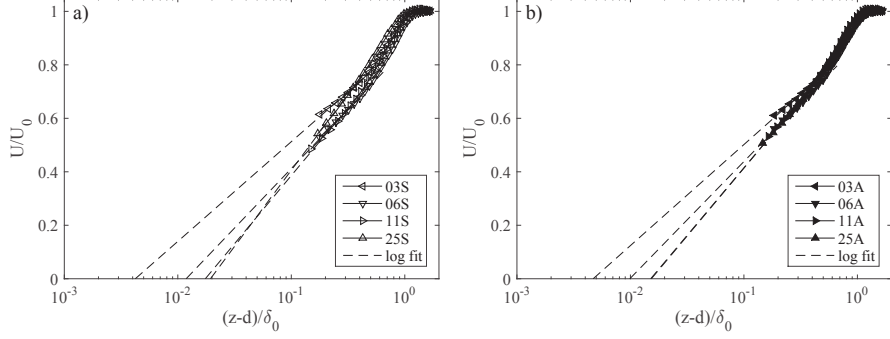 a)
U/U0
1
0.8
0.6
0.4
0.2
0
03S
06S
11S
25S
log fit
10-3
10-2
10-1
100
(z-d)/δ0
b)
U/U0
1
0.8
0.6
0.4
0.2
0
03A
06A
11A
25A
log fit
10-3
10-2
10-1
100
(z-d)/δ0